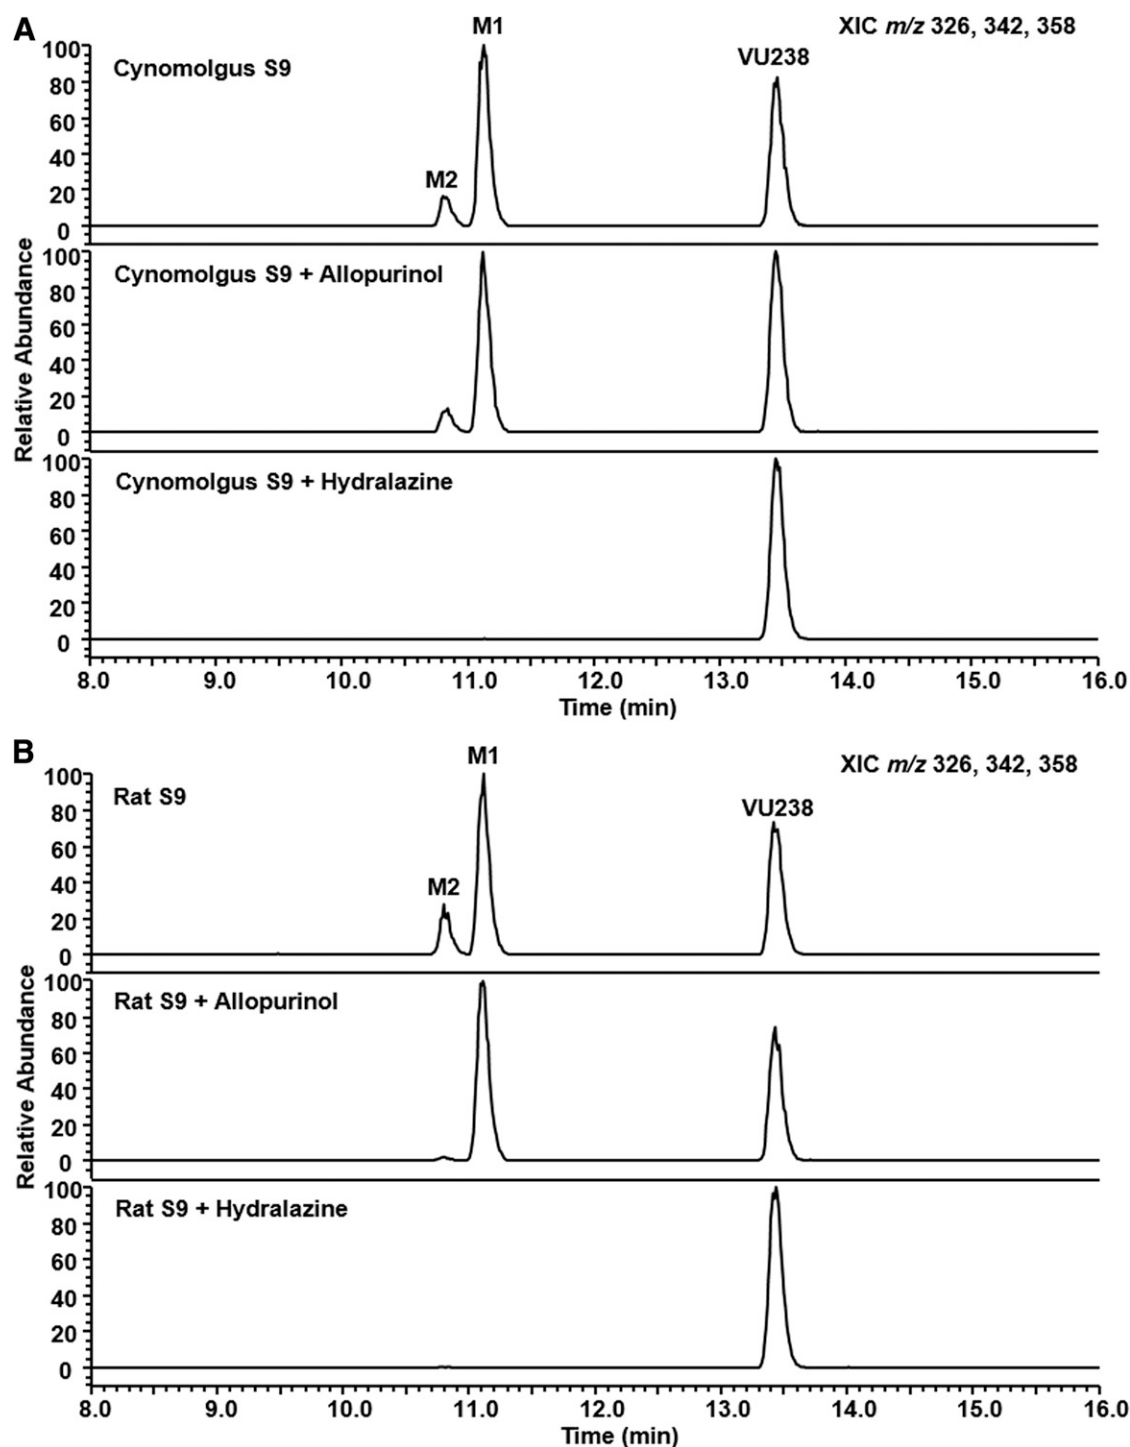 A
XIC m/z 326, 342, 358
M1
VU238
M2
Cynomolgus S9
100
80
60
40
20
0
Cynomolgus S9 + Allopurinol
100
80
60
40
20
0
Cynomolgus S9 + Hydralazine
100
80
60
40
20
0
Relative Abundance
8.0 9.0 10.0 11.0 12.0 13.0 14.0 15.0 16.0
Time (min)
B
XIC m/z 326, 342, 358
M1
VU238
M2
Rat S9
100
80
60
40
20
0
Rat S9 + Allopurinol
100
80
60
40
20
0
Rat S9 + Hydralazine
100
80
60
40
20
0
Relative Abundance
8.0 9.0 10.0 11.0 12.0 13.0 14.0 15.0 16.0
Time (min)